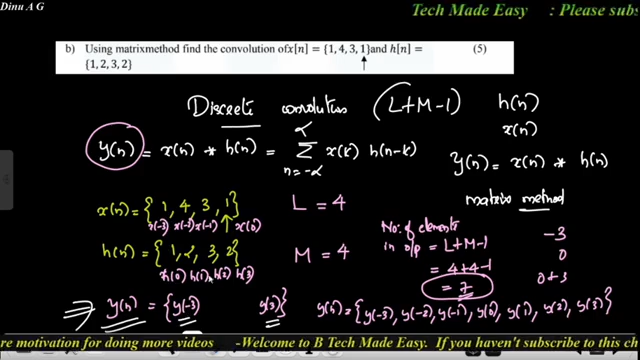 Dinu A G
Tech Made Easy : Please subsc
b) Using matrixmethod find the convolution ofx[n] = {1, 4, 3, 1}and h[n] = (5)
{1, 2, 3, 2}
↑
Discrete convolution (L+M-1)
h(n)
x(n)
y(n) = x(n) * h(n) = ∑ x(k) h(n-k)
α
n=-α
y(n) = x(n) * h(n)
matrix method
x(n) = {1, 4, 3, 1}
x(-3) x(-2) x(-1) ↑ x(0)
L = 4
h(n) = {1, 2, 3, 2}
h(0) h(1) h(2) h(3)
M = 4
No: of elements
in o/p = L+M-1
= 4+4-1
= 7
-3
0
0+3
⇒ y(n) = {y(-3) y(3)}
y(n) = {y(-3), y(-2), y(-1), y(0), y(1), y(2), y(3)}
re motivation for doing more videos -Welcome to B Tech Made Easy. If you haven't subscribe to this ch